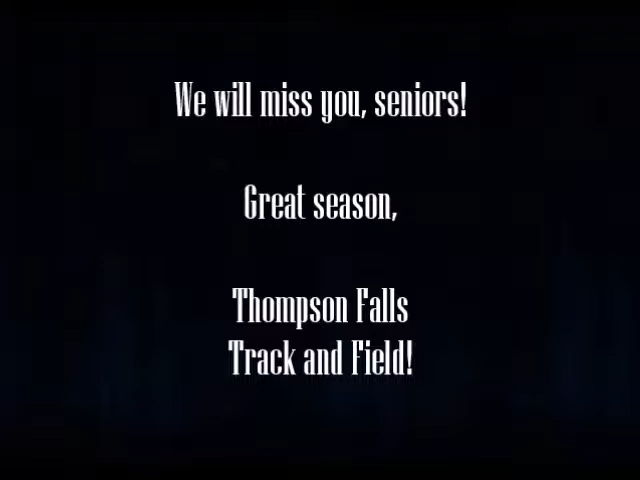 We will miss you, seniors!
Great season,
Thompson Falls
Track and Field!